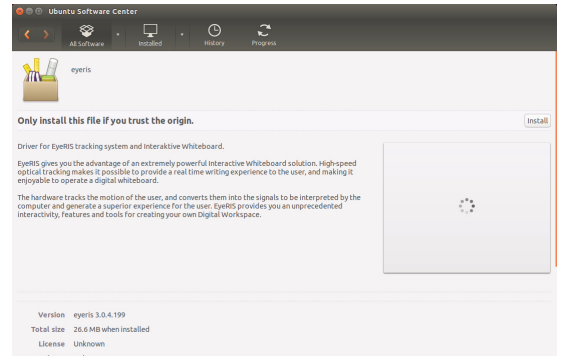 Ubuntu Software Center
All Software
Installed
History
Progress
eyeris
Only install this file if you trust the origin.
Install
Driver for EyeRIS tracking system and Interaktive Whiteboard.
EyeRIS gives you the advantage of an extremely powerful Interactive Whiteboard solution. High-speed
optical tracking makes it possible to provide a real time writing experience to the user, and making it
enjoyable to operate a digital whiteboard.
The hardware tracks the motion of the user, and converts them into the signals to be interpreted by the
computer and generate a superior experience for the user. EyeRIS provides you an unprecedented
interactivity, features and tools for creating your own Digital Workspace.
Version eyeris 3.0.4.199
Total size 26.6 MB when installed
License Unknown